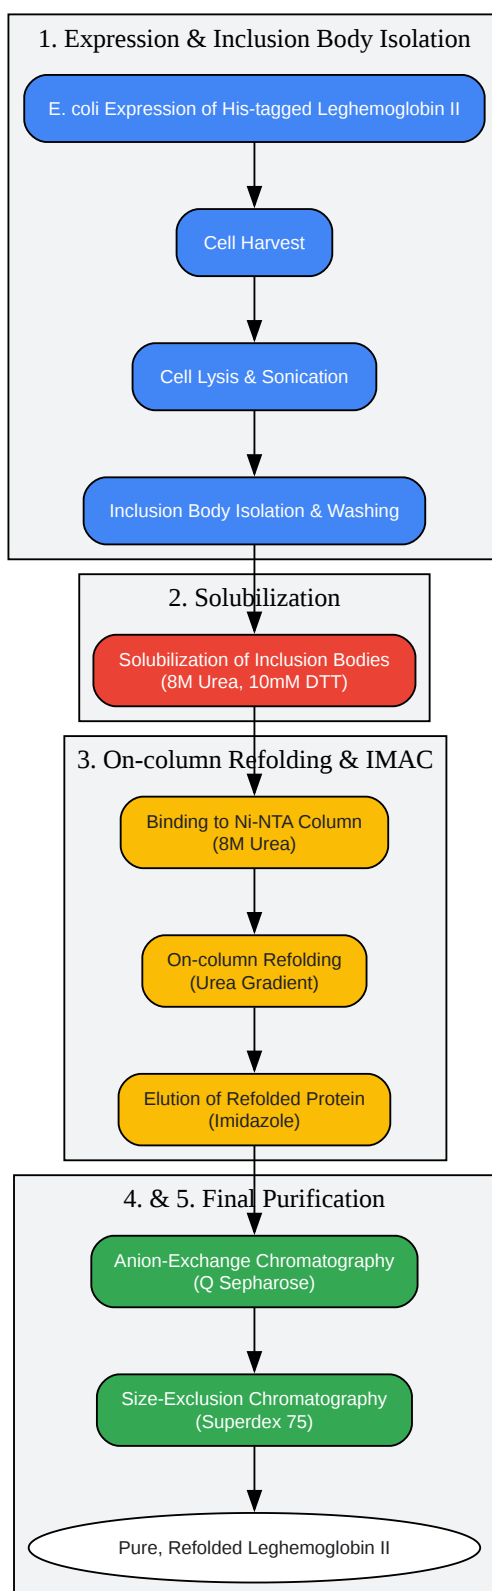 1. Expression & Inclusion Body Isolation
E. coli Expression of His-tagged Leghemoglobin II
Cell Harvest
Cell Lysis & Sonication
Inclusion Body Isolation & Washing
2. Solubilization
Solubilization of Inclusion Bodies
(8M Urea, 10mM DTT)
3. On-column Refolding & IMAC
Binding to Ni-NTA Column
(8M Urea)
On-column Refolding
(Urea Gradient)
Elution of Refolded Protein
(Imidazole)
4. & 5. Final Purification
Anion-Exchange Chromatography
(Q Sepharose)
Size-Exclusion Chromatography
(Superdex 75)
Pure, Refolded Leghemoglobin II